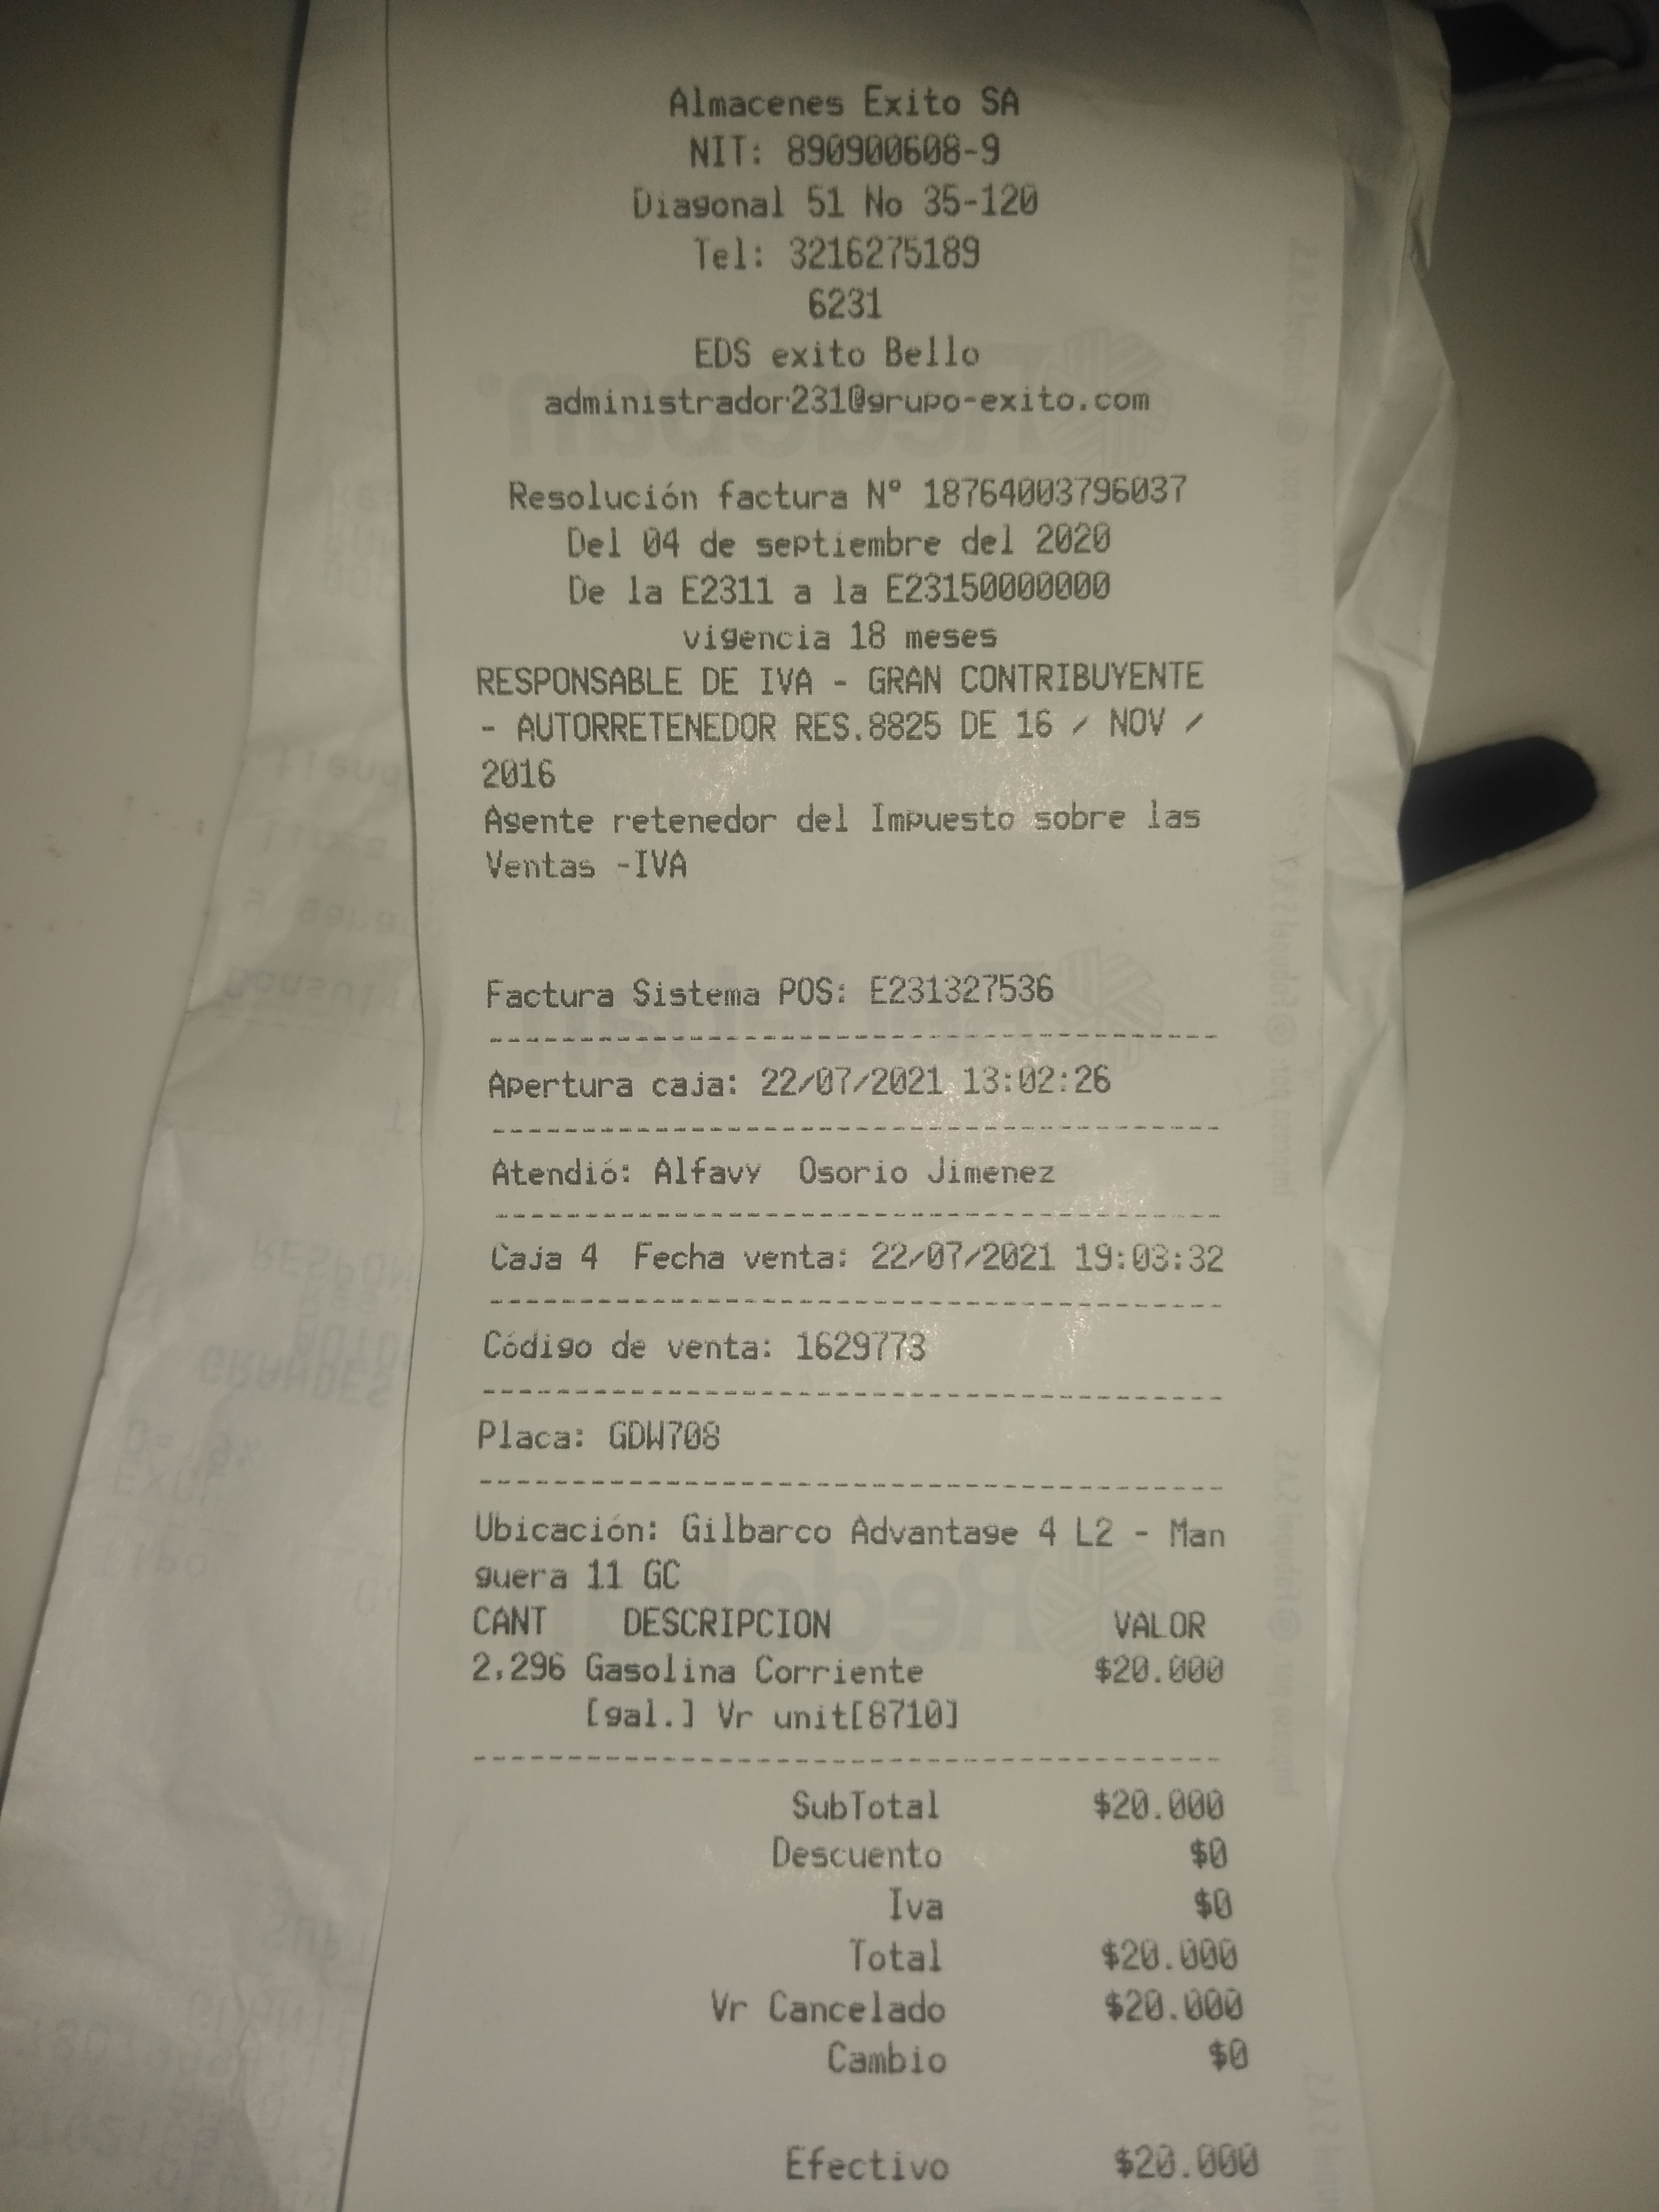 Almacenes Exito SA
NIT: 890900608-9
Diagonal 51 No 35-120
Tel: 3216275189
6231
EDS exito Bello
administrador231@grupo-exito.com
Resolución factura Nº 18764003796037
Del 04 de septiembre del 2020
De la E2311 a la E23150000000
vigencia 18 meses
RESPONSABLE DE IVA - GRAN CONTRIBUYENTE
- AUTORRETENEDOR RES.8825 DE 16 / NOV /
2016
Agente retenedor del Impuesto sobre las
Ventas -IVA
Factura Sistema POS: E231327536
Apertura caja: 22/07/2021 13:02:26
Atendió: Alfavy Osorio Jimenez
Caja 4 Fecha venta: 22/07/2021 19:03:32
Código de venta: 1629773
Placa: GDW708
Ubicación: Gilbarco Advantage 4 L2 - Man
guera 11 GC
CANT DESCRIPCION VALOR
2,296 Gasolina Corriente $20.000
[gal.] Vr unit[8710]
SubTotal $20.000
Descuento $0
Iva $0
Total $20.000
Vr Cancelado $20.000
Cambio $0
Efectivo $20.000